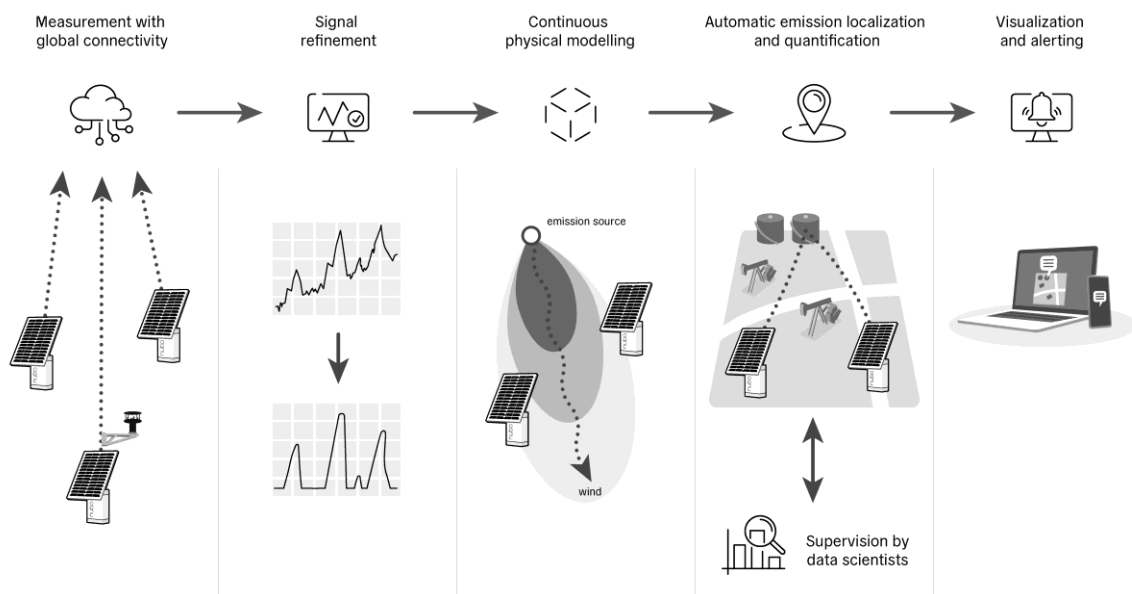 Measurement with
global connectivity
Signal
refinement
Continuous
physical modelling
Automatic emission localization
and quantification
Visualization
and alerting
emission source
wind
Supervision by
data scientists